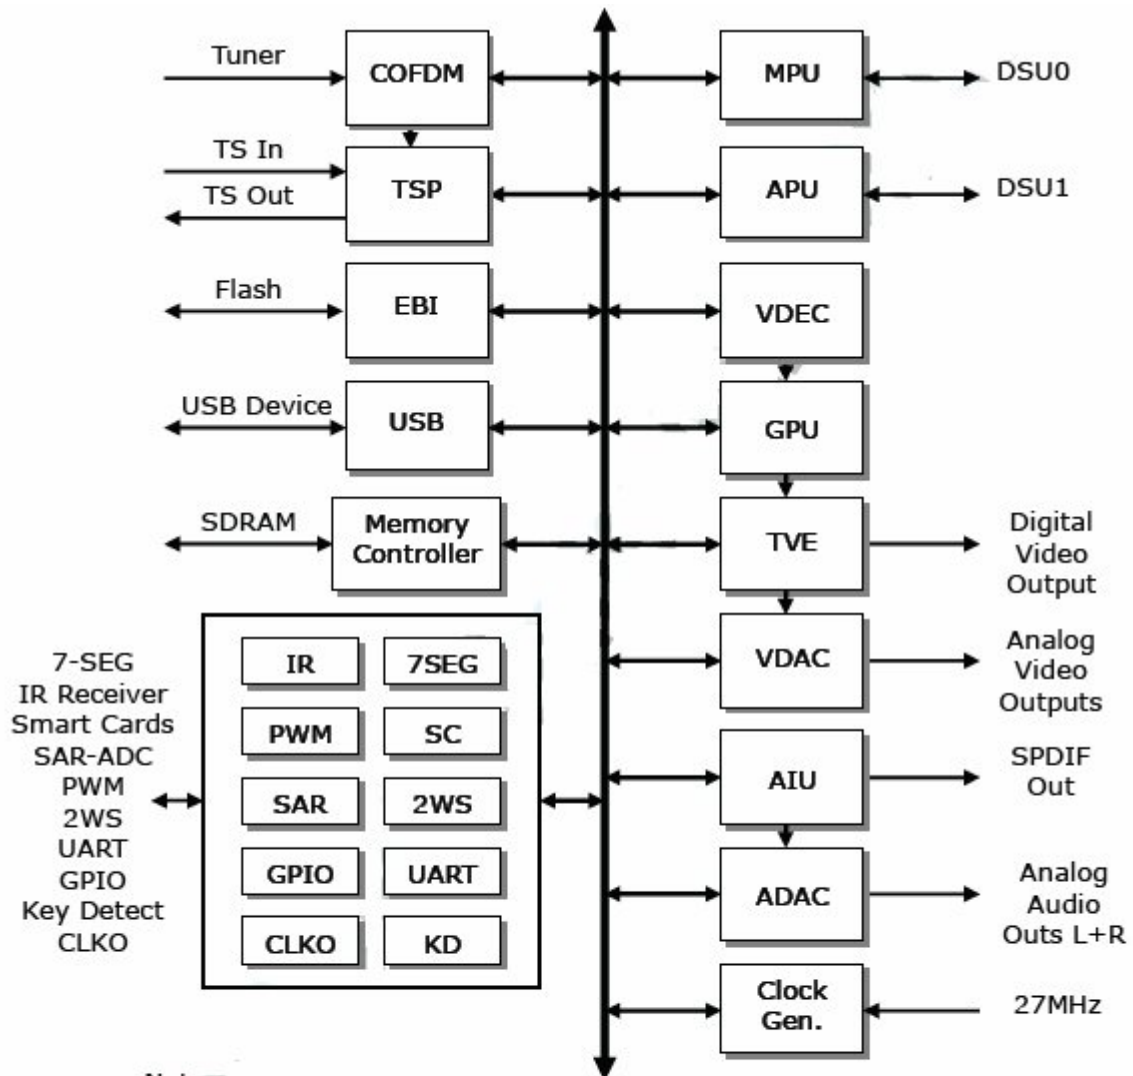 Tuner
COFDM
MPU
DSU0
TS In
TS Out
TSP
APU
DSU1
Flash
EBI
VDEC
USB Device
USB
GPU
SDRAM
Memory
Controller
TVE
Digital
Video
Output
7-SEG
IR Receiver
Smart Cards
SAR-ADC
PWM
2WS
UART
GPIO
Key Detect
CLKO
IR
7SEG
PWM
SC
SAR
2WS
GPIO
UART
CLKO
KD
VDAC
Analog
Video
Outputs
AIU
SPDIF
Out
ADAC
Analog
Audio
Outs L+R
Clock
Gen.
27MHz